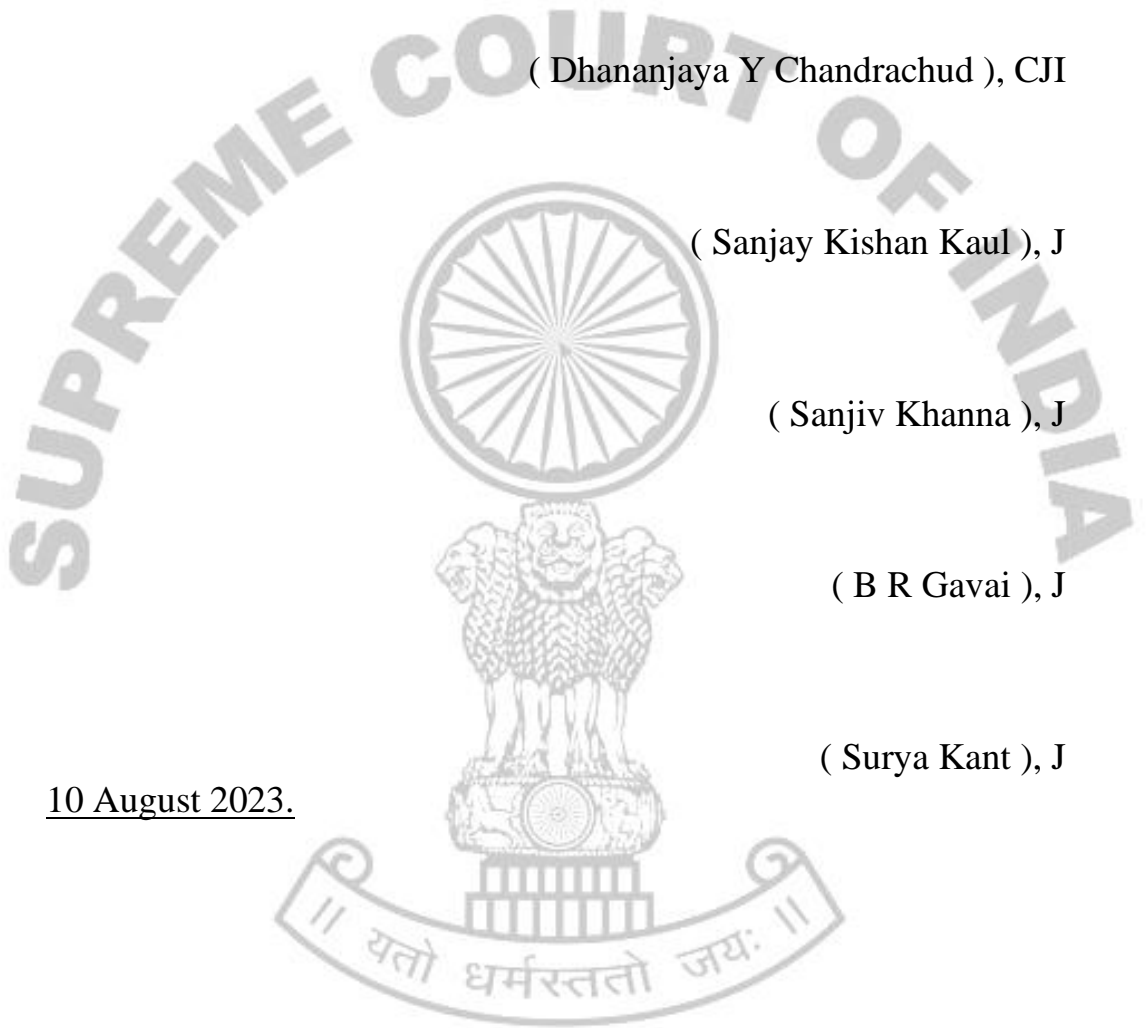 SUPREME COURT OF INDIA
( Dhananjaya Y Chandrachud ), CJI
( Sanjay Kishan Kaul ), J
( Sanjiv Khanna ), J
( B R Gavai ), J
( Surya Kant ), J
10 August 2023.
॥ यतो धर्मस्ततो जयः ॥